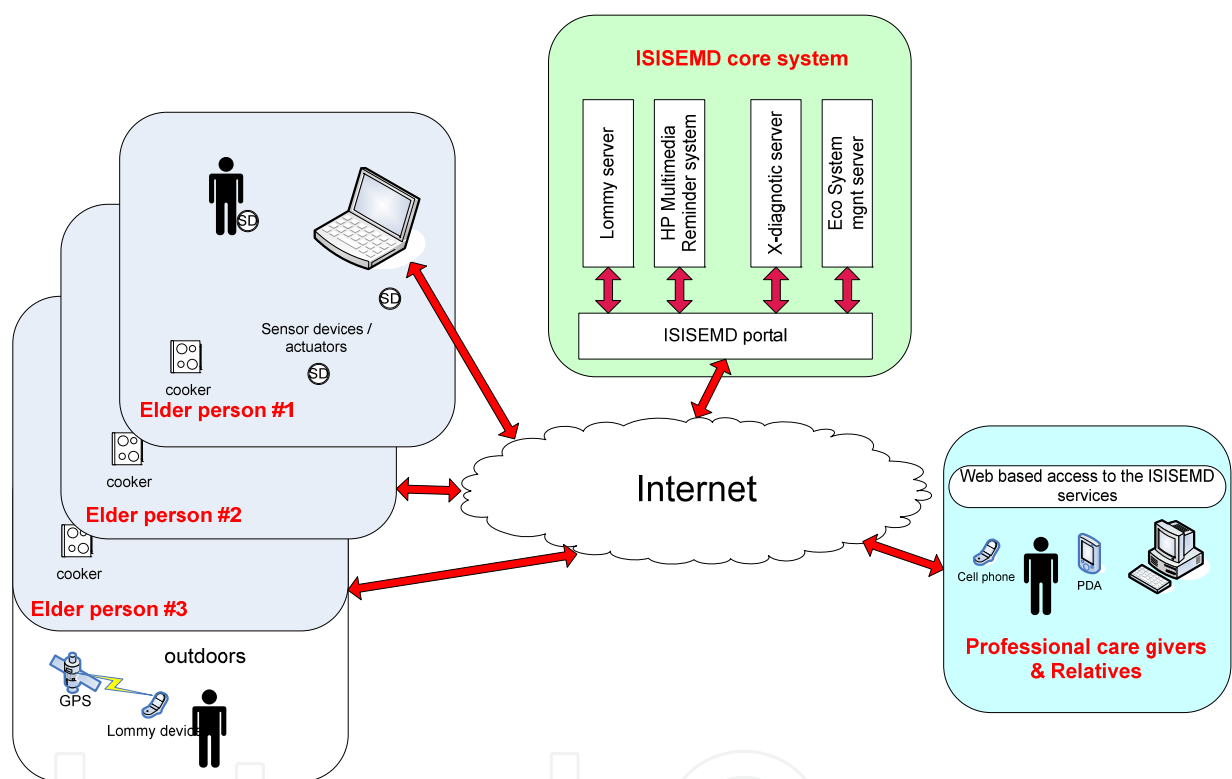 ISISEMD core system
Lommy server
HP Multimedia
Reminder system
X-diagnotic server
Eco System
mgnt server
ISISEMD portal
SD
SD
Sensor devices /
actuators
SD
cooker
Elder person #1
cooker
Elder person #2
cooker
Elder person #3
outdoors
GPS
Lommy device
Internet
Web based access to the ISISEMD
services
Cell phone
PDA
Professional care givers
& Relatives